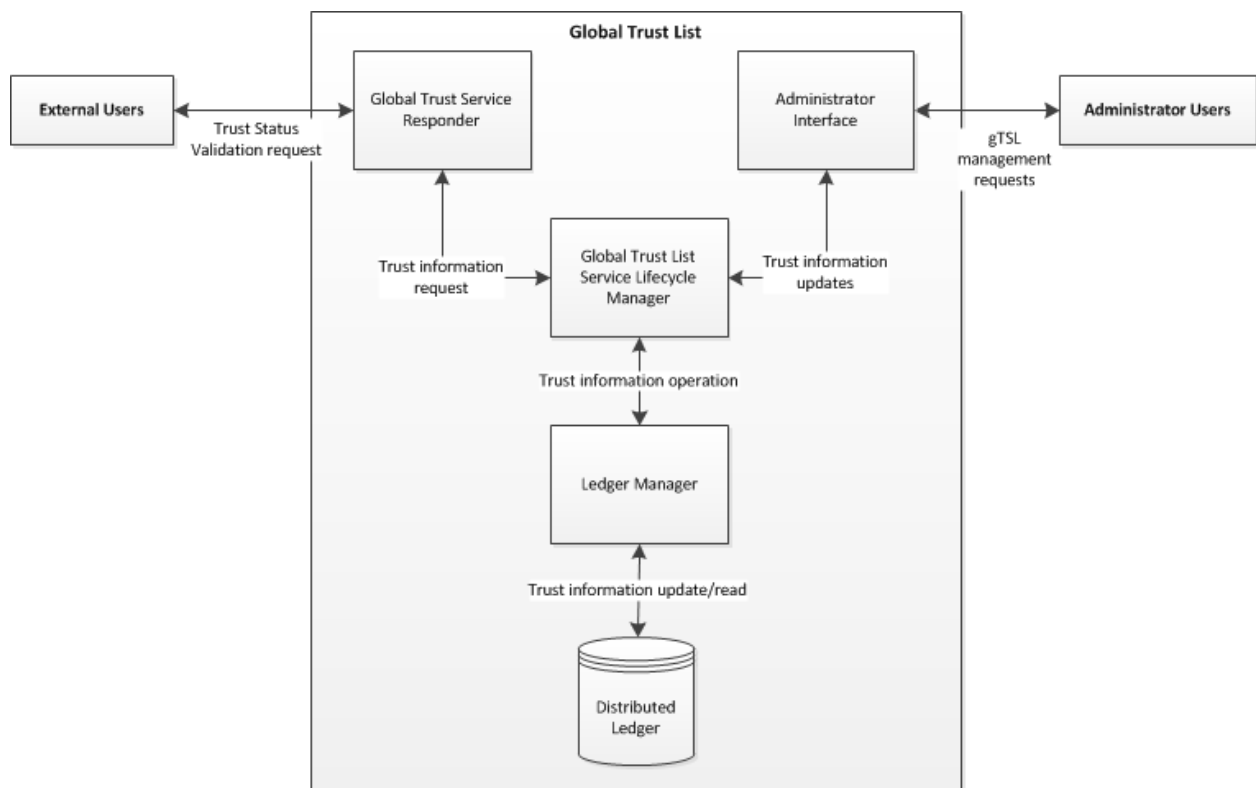 Global Trust List
External Users
Trust Status
Validation request
Global Trust Service
Responder
Administrator
Interface
Administrator Users
gTSL
management
requests
Trust information
request
Global Trust List
Service Lifecycle
Manager
Trust information
updates
Trust information operation
Ledger Manager
Trust information update/read
Distributed
Ledger